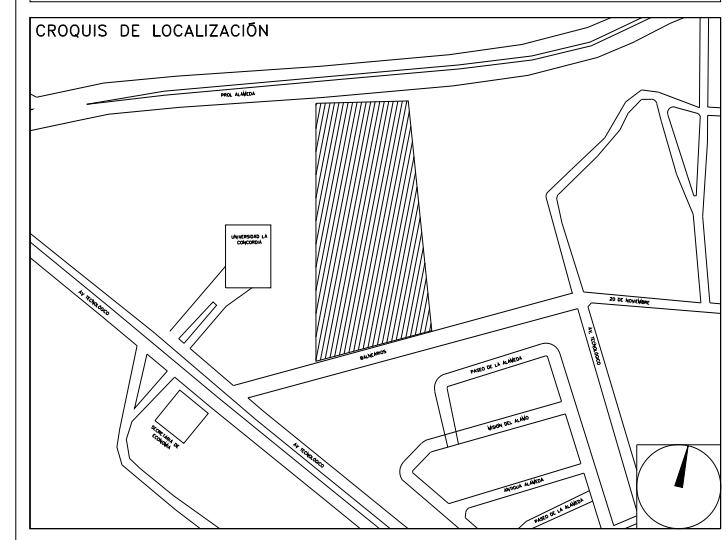 CROQUIS DE LOCALIZACIÓN
PROL ALAMEDA
UNIVERSIDAD LA
CONCORDIA
AV. TECNOLOGICO
20 DE NOVIEMBRE
BALNEARIOS
AV. TECNOLOGICO
PASEO DE LA ALAMEDA
MISION DEL ALAMO
SECRETARIA DE
ECONOMIA
AV. TECNOLOGICO
ANTIGUA ALAMEDA
PASEO DE LA ALAMEDA